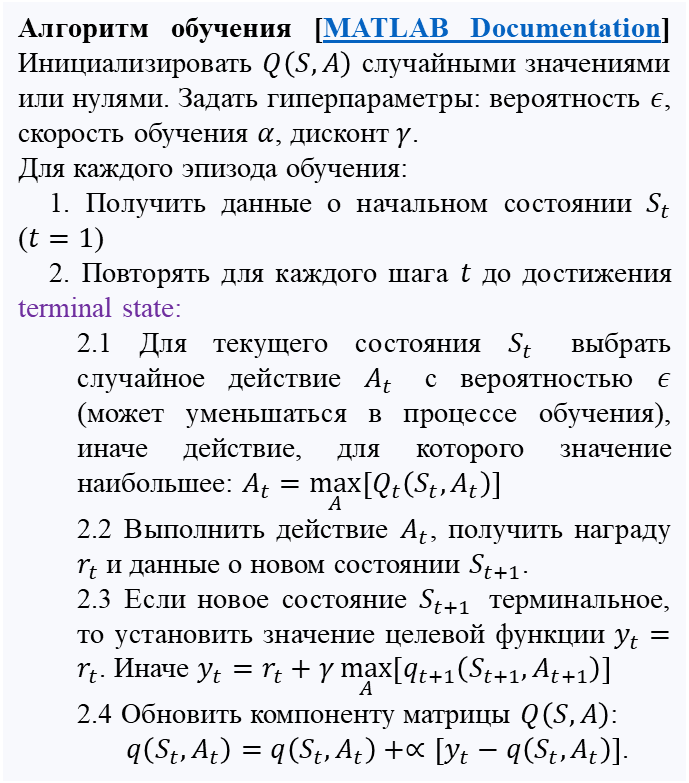 Алгоритм обучения [MATLAB Documentation]
Инициализировать Q(S, A) случайными значениями
или нулями. Задать гиперпараметры: вероятность ϵ,
скорость обучения α, дисконт γ.
Для каждого эпизода обучения:
1. Получить данные о начальном состоянии S_t
(t = 1)
2. Повторять для каждого шага t до достижения
terminal state:
2.1 Для текущего состояния S_t выбрать
случайное действие A_t с вероятностью ϵ
(может уменьшаться в процессе обучения),
иначе действие, для которого значение
наибольшее: A_t = max_A[Q_t(S_t, A_t)]
2.2 Выполнить действие A_t, получить награду
r_t и данные о новом состоянии S_{t+1}.
2.3 Если новое состояние S_{t+1} терминальное,
то установить значение целевой функции y_t =
r_t. Иначе y_t = r_t + γ max_A[q_{t+1}(S_{t+1}, A_{t+1})]
2.4 Обновить компоненту матрицы Q(S, A):
q(S_t, A_t) = q(S_t, A_t) +∝ [y_t − q(S_t, A_t)].